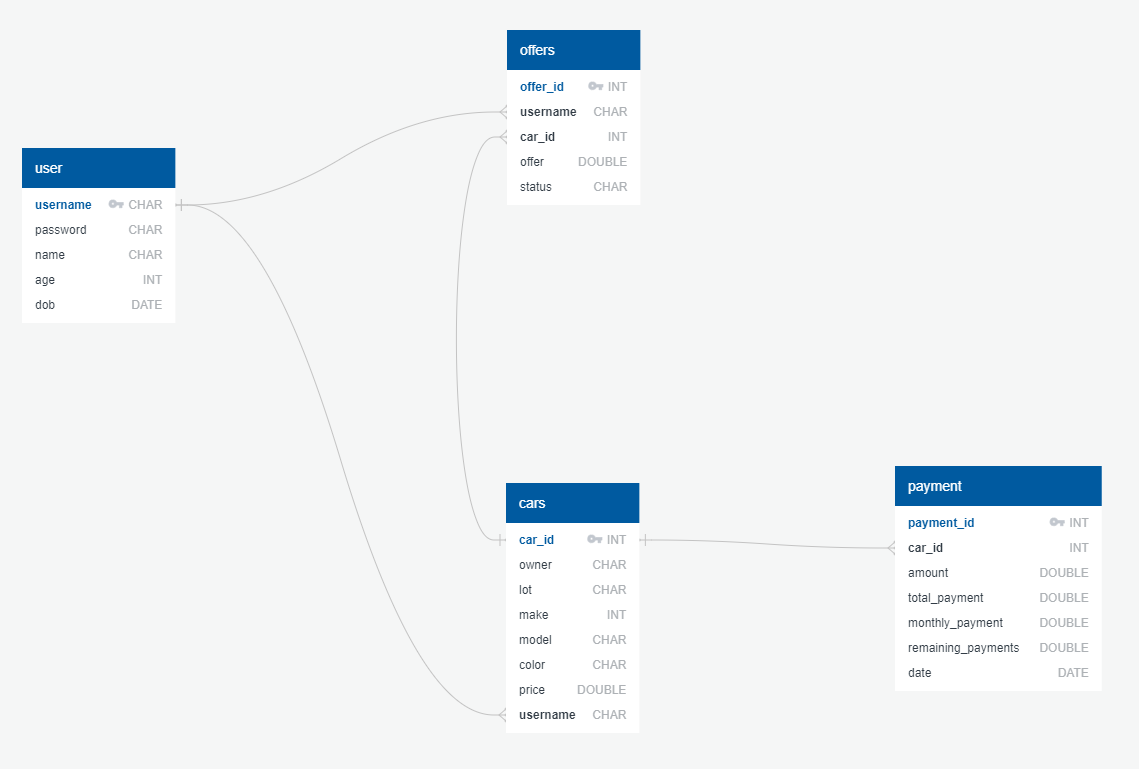 offers
offer_id INT
username CHAR
car_id INT
offer DOUBLE
status CHAR
user
username CHAR
password CHAR
name CHAR
age INT
dob DATE
cars
car_id INT
owner CHAR
lot CHAR
make INT
model CHAR
color CHAR
price DOUBLE
username CHAR
payment
payment_id INT
car_id INT
amount DOUBLE
total_payment DOUBLE
monthly_payment DOUBLE
remaining_payments DOUBLE
date DATE